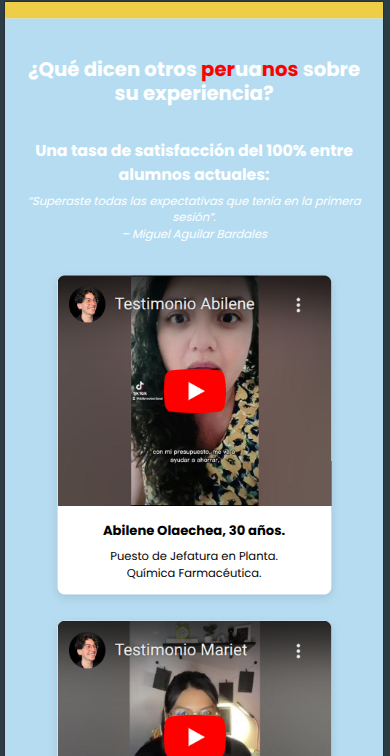 ¿Qué dicen otros peruanos sobre
su experiencia?
Una tasa de satisfacción del 100% entre
alumnos actuales:
“Superaste todas las expectativas que tenía en la primera
sesión”.
– Miguel Aguilar Bardales
Testimonio Abilene
TikTok
con mi presupuesto, me va a
ayudar a ahorrar,
Abilene Olaechea, 30 años.
Puesto de Jefatura en Planta.
Química Farmacéutica.
Testimonio Mariet